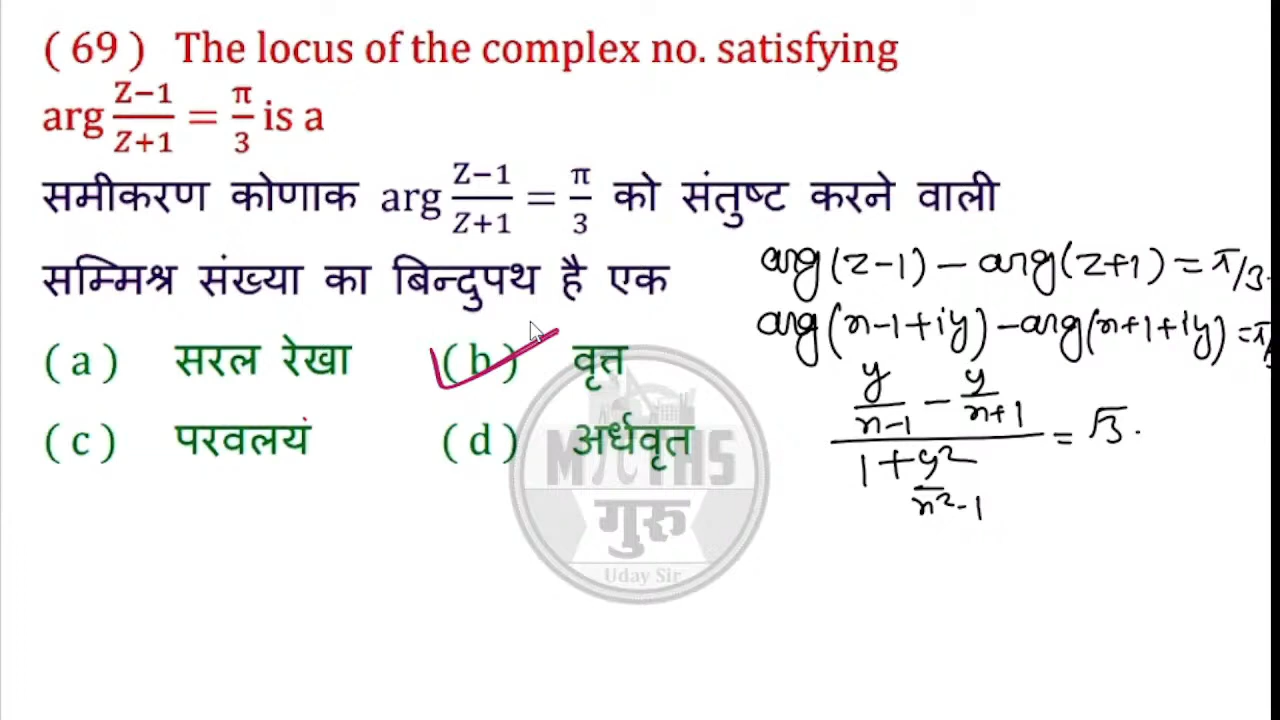 ( 69 ) The locus of the complex no. satisfying
arg Z−1/Z+1 = π/3 is a
समीकरण कोणाक arg Z−1/Z+1 = π/3 को संतुष्ट करने वाली
सम्मिश्र संख्या का बिन्दुपथ है एक
( a ) सरल रेखा ( b ) वृत्त
( c ) परवलयं ( d ) अर्धवृत
arg(z-1) - arg(z+1) = π/3.
arg(x-1+iy) - arg(x+1+iy) = π/3
y/x-1 - y/x+1
1+y²/x²-1 = √3.
MATHS
गुरु
Uday Sir